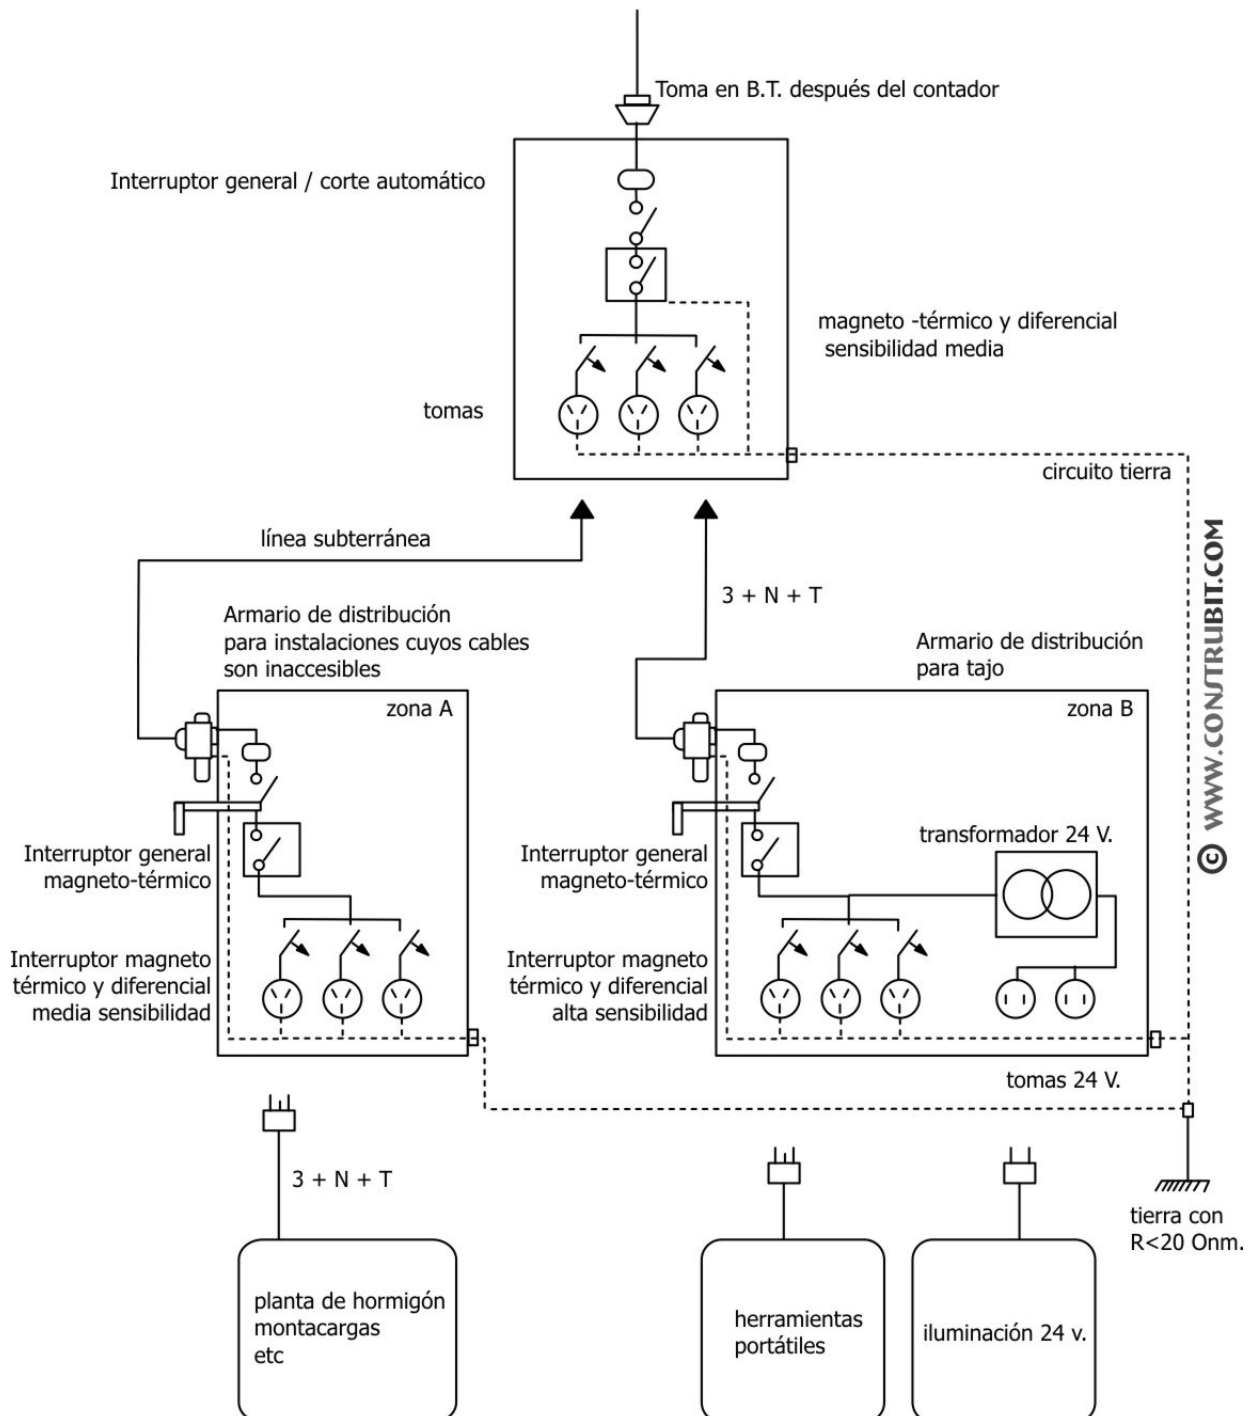 Toma en B.T. después del contador
Interruptor general / corte automático
magneto -térmico y diferencial
sensibilidad media
tomas
circuito tierra
línea subterránea
3 + N + T
Armario de distribución
para instalaciones cuyos cables
son inaccesibles
Armario de distribución
para tajo
zona A
zona B
transformador 24 V.
Interruptor general
magneto-térmico
Interruptor general
magneto-térmico
Interruptor magneto
térmico y diferencial
media sensibilidad
Interruptor magneto
térmico y diferencial
alta sensibilidad
tomas 24 V.
3 + N + T
tierra con
R<20 Onm.
planta de hormigón
montacargas
etc
herramientas
portátiles
iluminación 24 v.
© WWW.CONSTRUBIT.COM